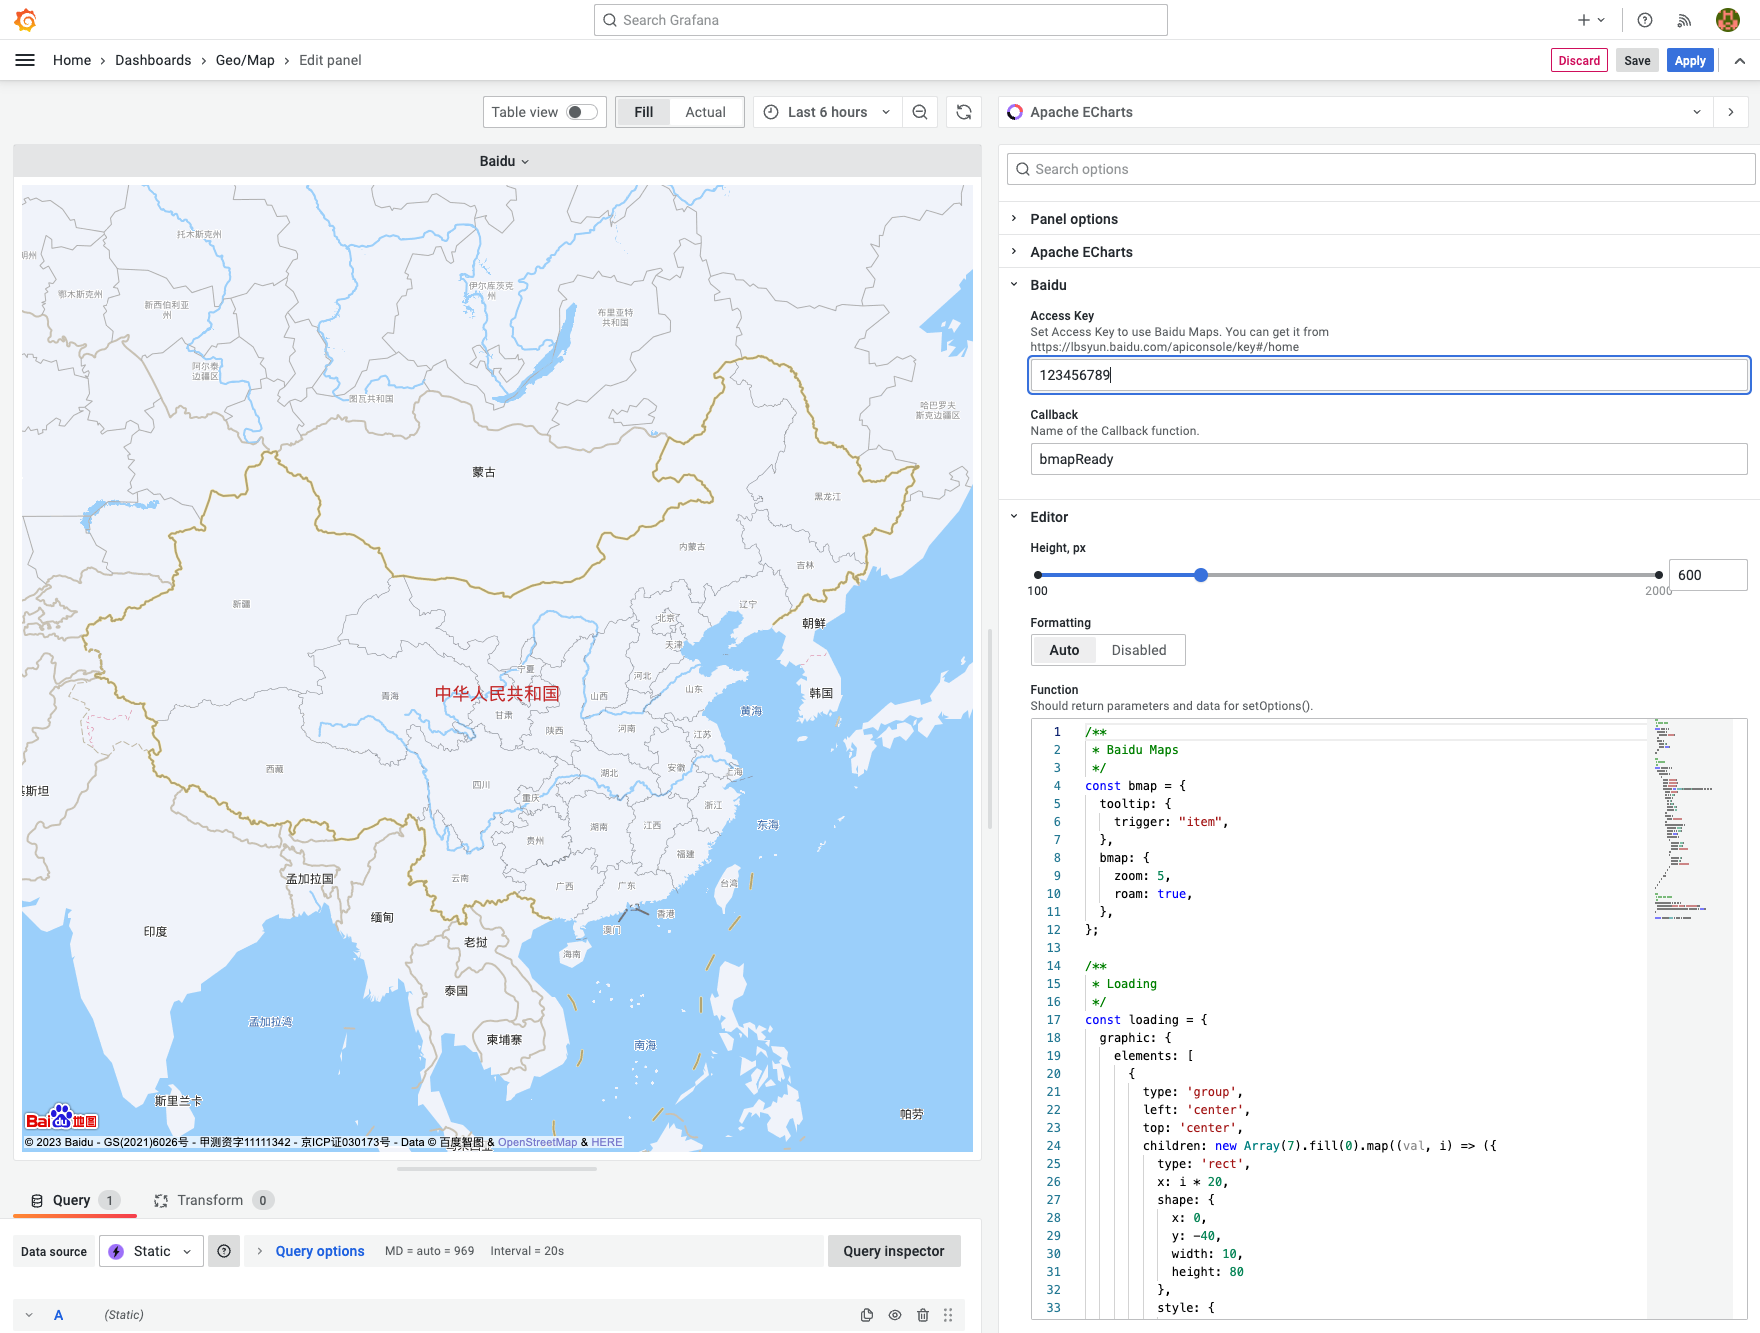 Search Grafana
Home › Dashboards › Geo/Map › Edit panel
Discard
Save
Apply
Table view
Fill
Actual
Last 6 hours
Apache ECharts
Baidu
托木斯克州
鄂木斯克州
新西伯利亚
州
伊尔库茨克
州
布里亚特
共和国
阿尔泰
边疆区
图瓦共和国
哈巴罗夫
斯克边疆区
蒙古
黑龙江
内蒙古
吉林
新疆
辽宁
北京
朝鲜
天津
宁夏
河北
青海
中华人民共和国
山西
山东
韩国
甘肃
黄海
陕西
河南
江苏
西藏
湖北
安徽
上海
四川
重庆
浙江
湖南
江西
东海
贵州
福建
孟加拉国
云南
广西
广东
台湾
缅甸
香港
印度
澳门
老挝
海南
泰国
孟加拉湾
柬埔寨
南海
斯里兰卡
帕劳
Bai du 地图
© 2023 Baidu - GS(2021)6026号 - 甲测资字11111342 - 京ICP证030173号 - Data © 百度智图 & OpenStreetMap & HERE
Query 1
Transform 0
Data source
Static
Query options
MD = auto = 969
Interval = 20s
Query inspector
A
(Static)
Search options
Panel options
Apache ECharts
Baidu
Access Key
Set Access Key to use Baidu Maps. You can get it from
https://lbsyun.baidu.com/apiconsole/key#/home
123456789
Callback
Name of the Callback function.
bmapReady
Editor
Height, px
600
100
2000
Formatting
Auto
Disabled
Function
Should return parameters and data for setOptions().
1 /**
2 * Baidu Maps
3 */
4 const bmap = {
5 tooltip: {
6 trigger: "item",
7 },
8 bmap: {
9 zoom: 5,
10 roam: true,
11 },
12 };
13
14 /**
15 * Loading
16 */
17 const loading = {
18 graphic: {
19 elements: [
20 {
21 type: 'group',
22 left: 'center',
23 top: 'center',
24 children: new Array(7).fill(0).map((val, i) => ({
25 type: 'rect',
26 x: i * 20,
27 shape: {
28 x: 0,
29 y: -40,
30 width: 10,
31 height: 80
32 },
33 style: {